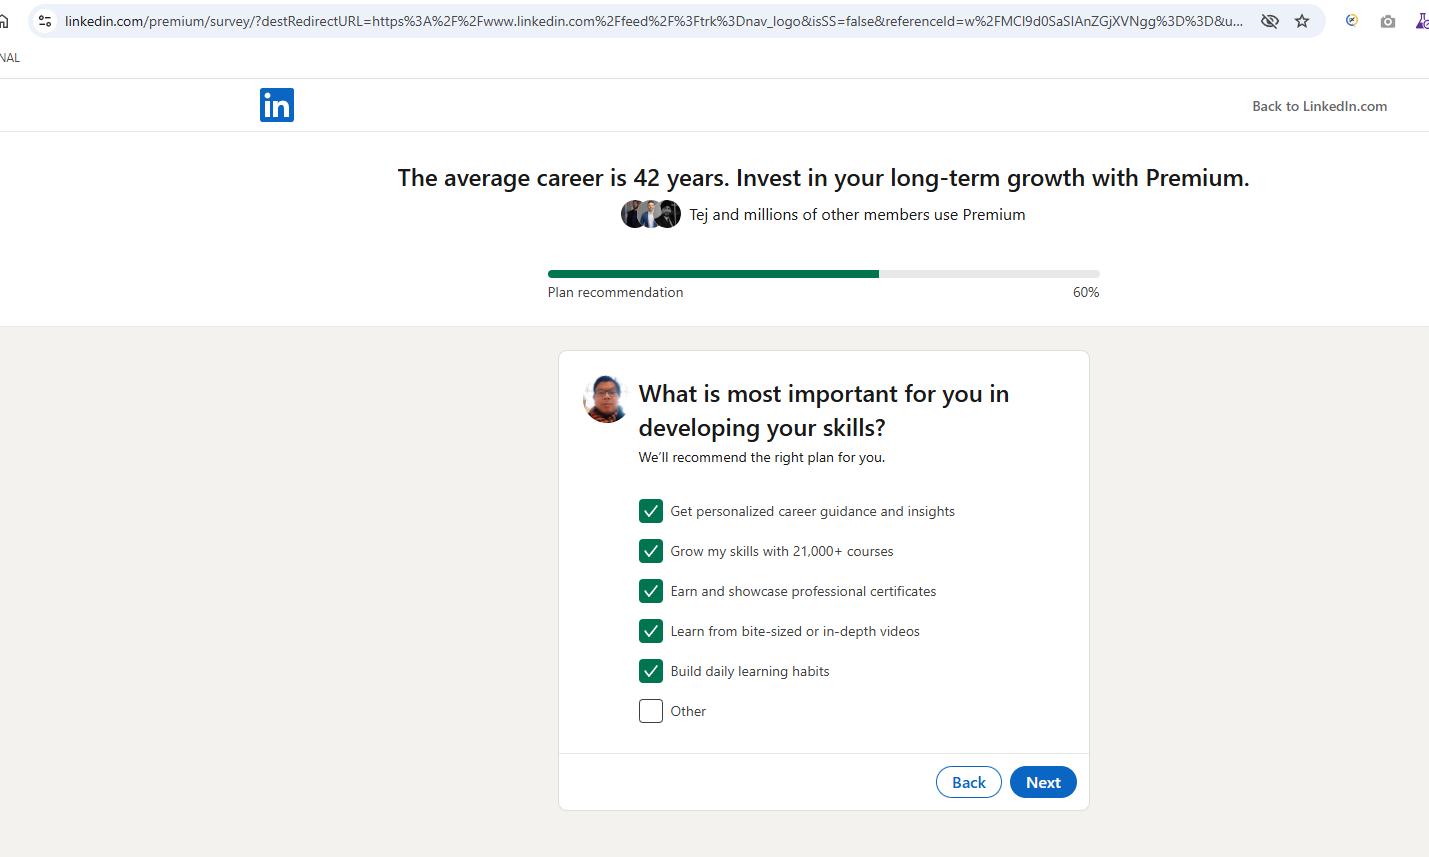 linkedin.com/premium/survey/?destRedirectURL=https%3A%2F%2Fwww.linkedin.com%2Ffeed%2F%3Ftrk%3Dnav_logo&isSS=false&referenceId=w%2FMCI9d0SaSIAnZGjXVNgg%3D%3D&u...
NAL
in
Back to LinkedIn.com
The average career is 42 years. Invest in your long-term growth with Premium.
Tej and millions of other members use Premium
Plan recommendation 60%
What is most important for you in
developing your skills?
We'll recommend the right plan for you.
Get personalized career guidance and insights
Grow my skills with 21,000+ courses
Earn and showcase professional certificates
Learn from bite-sized or in-depth videos
Build daily learning habits
Other
Back Next